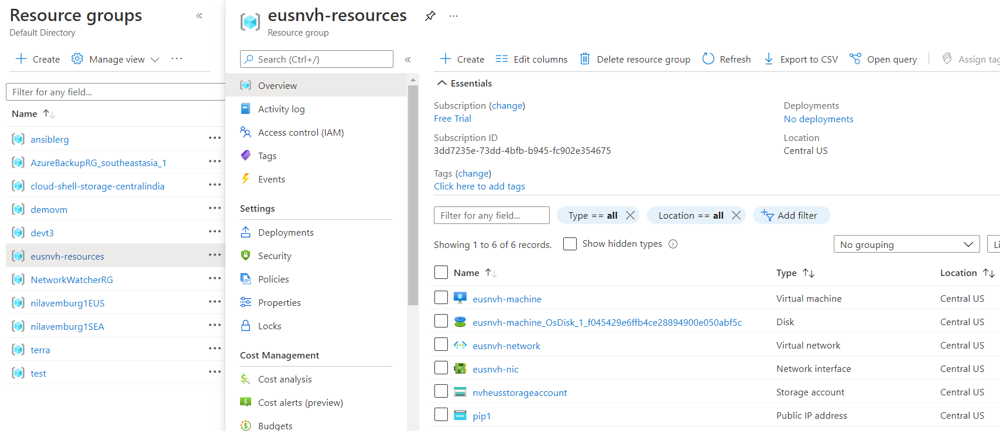 Resource groups
Default Directory
Create
Manage view
Filter for any field...
Name
ansiblerg
AzureBackupRG_southeastasia_1
cloud-shell-storage-centralindia
demovm
devt3
eusnvh-resources
NetworkWatcherRG
nilavemburg1EUS
nilavemburg1SEA
terra
test
eusnvh-resources
Resource group
Search (Ctrl+/)
Overview
Activity log
Access control (IAM)
Tags
Events
Settings
Deployments
Security
Policies
Properties
Locks
Cost Management
Cost analysis
Cost alerts (preview)
Budgets
Create Edit columns Delete resource group Refresh Export to CSV Open query Assign tag
Essentials
Subscription (change)
Free Trial
Subscription ID
3dd7235e-73dd-4bfb-b945-fc902e354675
Tags (change)
Click here to add tags
Deployments
No deployments
Location
Central US
Filter for any field... Type == all Location == all Add filter
Showing 1 to 6 of 6 records. Show hidden types No grouping Li
Name Type Location
eusnvh-machine Virtual machine Central US
eusnvh-machine_OsDisk_1_f045429e6ffb4ce28894900e050abf5c Disk Central US
eusnvh-network Virtual network Central US
eusnvh-nic Network interface Central US
nvheusstorageaccount Storage account Central US
pip1 Public IP address Central US